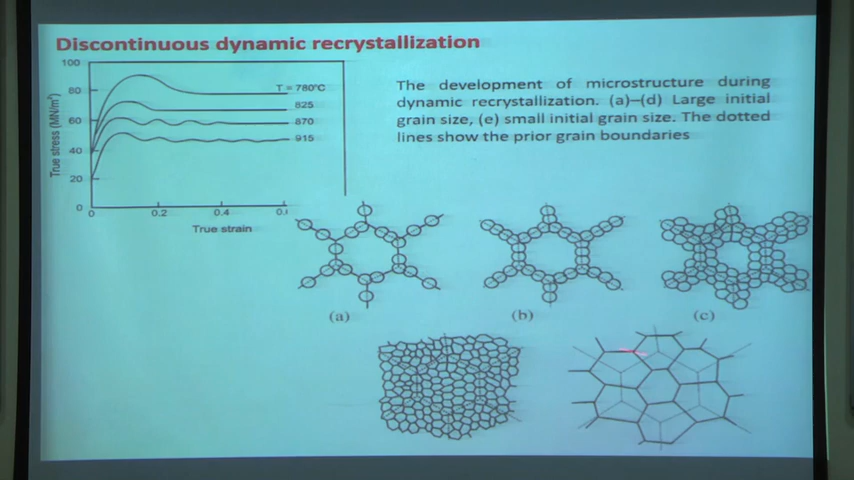 Discontinuous dynamic recrystallization
100
80
60
40
20
0
True stress (MN/m²)
T = 780°C
825
870
915
0
0.2
0.4
True strain
The development of microstructure during
dynamic recrystallization. (a)–(d) Large initial
grain size, (e) small initial grain size. The dotted
lines show the prior grain boundaries
(a)
(b)
(c)